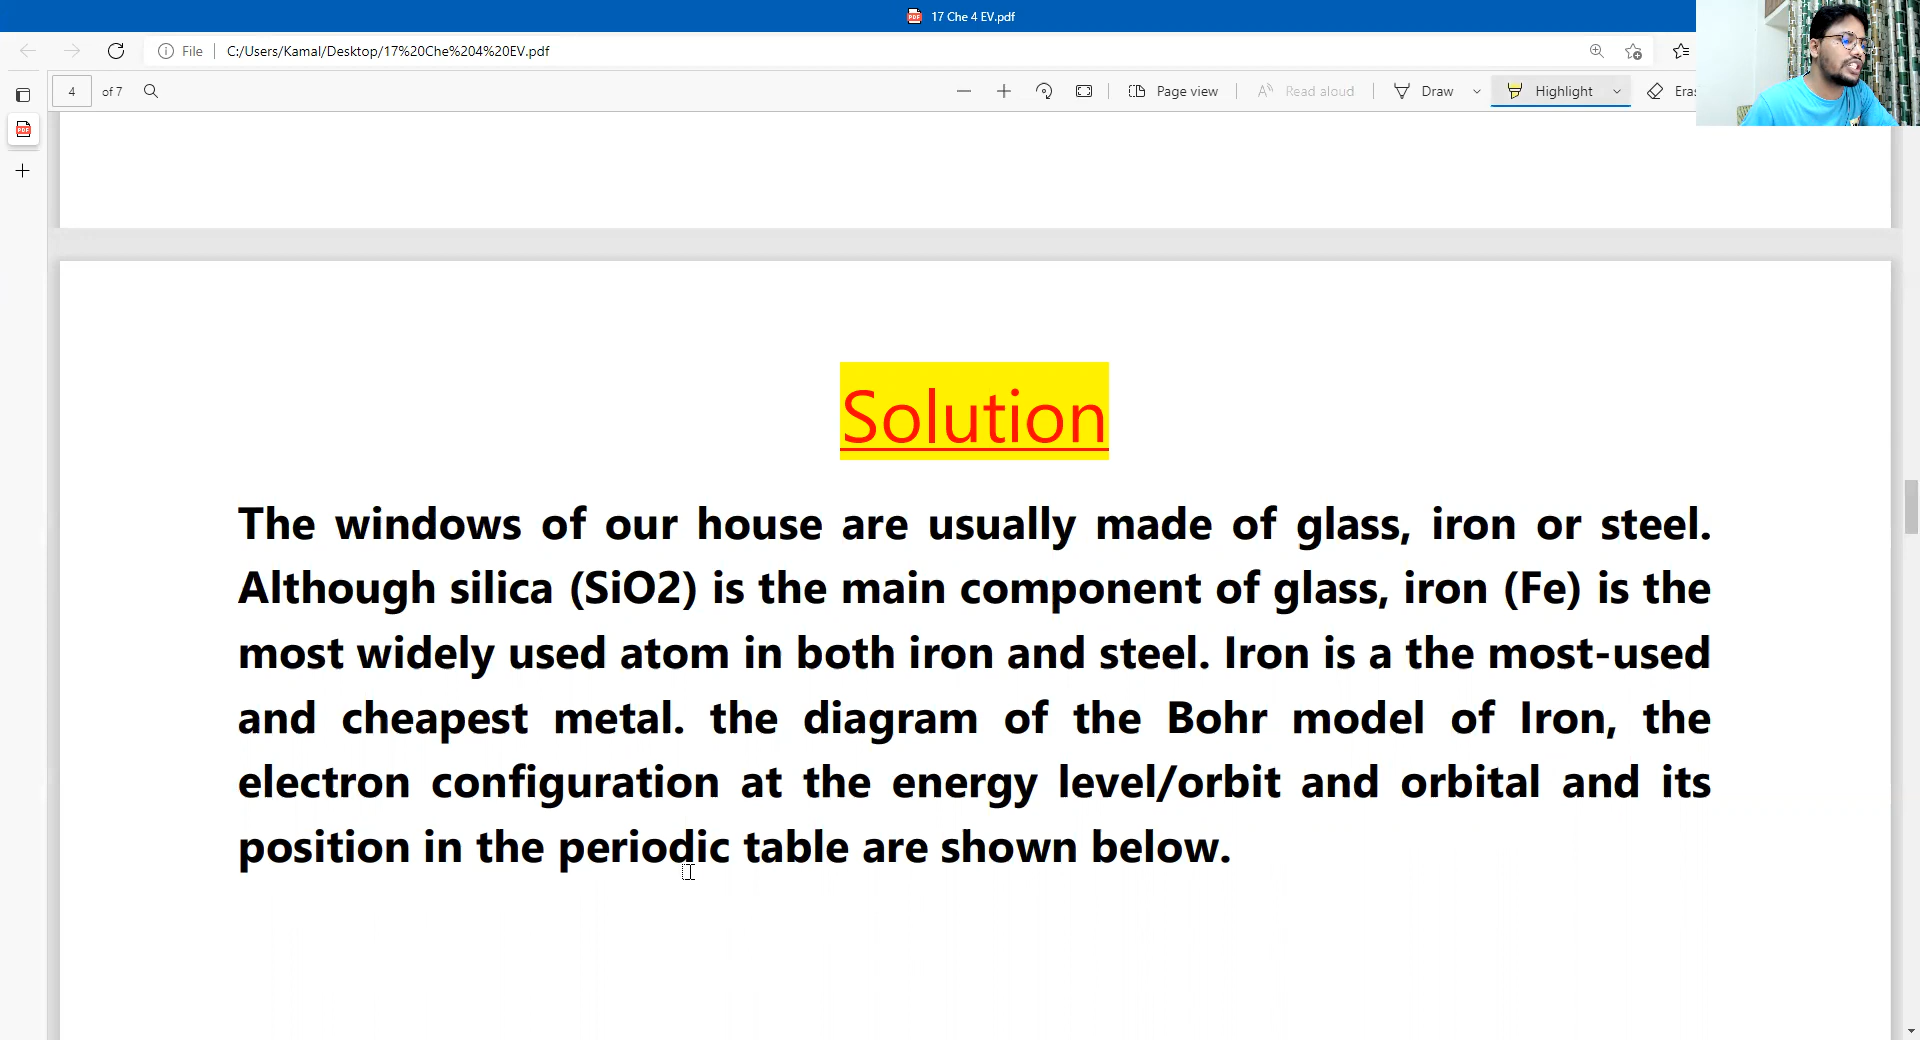 17 Che 4 EV.pdf
File C:/Users/Kamal/Desktop/17%20Che%204%20EV.pdf
4 of 7 Page view Read aloud Draw Highlight Eras
Solution
The windows of our house are usually made of glass, iron or steel.
Although silica (SiO2) is the main component of glass, iron (Fe) is the
most widely used atom in both iron and steel. Iron is a the most-used
and cheapest metal. the diagram of the Bohr model of Iron, the
electron configuration at the energy level/orbit and orbital and its
position in the periodic table are shown below.